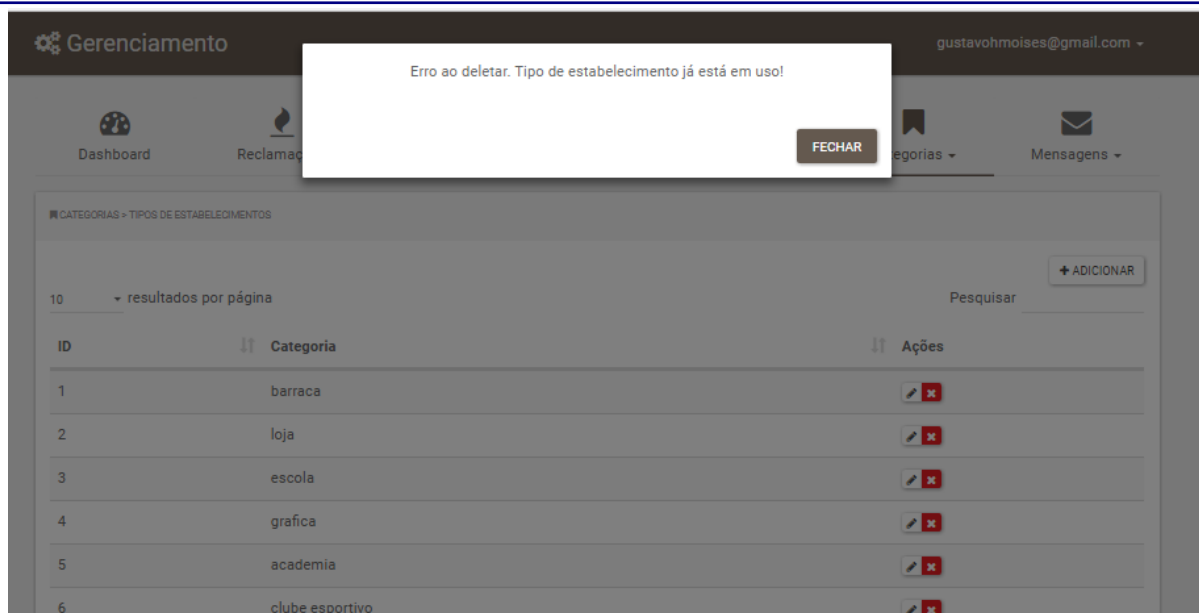 Gerenciamento
gustavohmoises@gmail.com
Erro ao deletar. Tipo de estabelecimento já está em uso!
FECHAR
Dashboard
Reclamaç
egorias
Mensagens
CATEGORIAS > TIPOS DE ESTABELECIMENTOS
+ ADICIONAR
10 resultados por página
Pesquisar
ID Categoria Ações
1 barraca
2 loja
3 escola
4 grafica
5 academia
6 clube esportivo